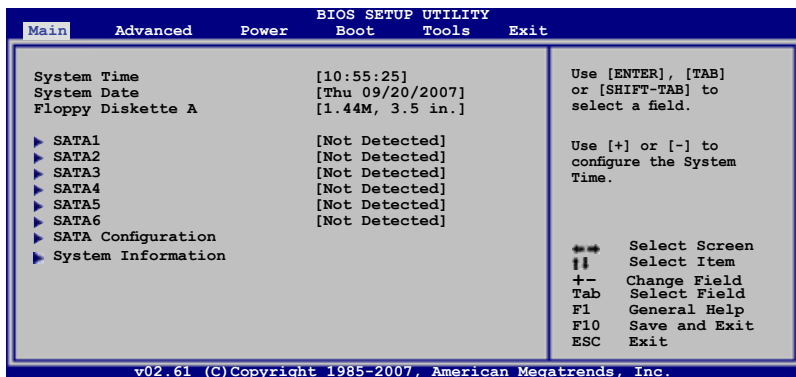 BIOS SETUP UTILITY
Main Advanced Power Boot Tools Exit
System Time [10:55:25]
System Date [Thu 09/20/2007]
Floppy Diskette A [1.44M, 3.5 in.]
SATA1 [Not Detected]
SATA2 [Not Detected]
SATA3 [Not Detected]
SATA4 [Not Detected]
SATA5 [Not Detected]
SATA6 [Not Detected]
SATA Configuration
System Information
Use [ENTER], [TAB]
or [SHIFT-TAB] to
select a field.
Use [+] or [-] to
configure the System
Time.
Select Screen
Select Item
+- Change Field
Tab Select Field
F1 General Help
F10 Save and Exit
ESC Exit
v02.61 (C)Copyright 1985-2007, American Megatrends, Inc.